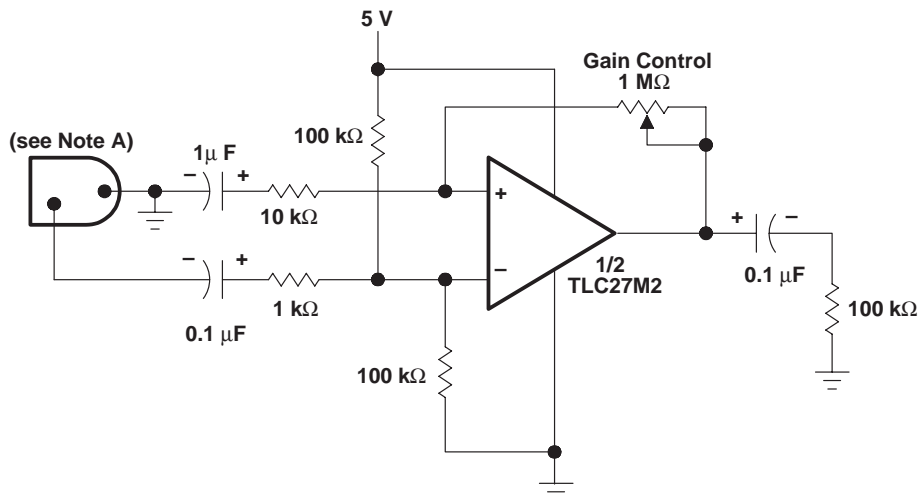 5 V
Gain Control
1 MΩ
100 kΩ
(see Note A)
1μ F
− +
+
10 kΩ
− +
−
+ −
1/2
TLC27M2
0.1 μF
1 kΩ
0.1 μF
100 kΩ
100 kΩ